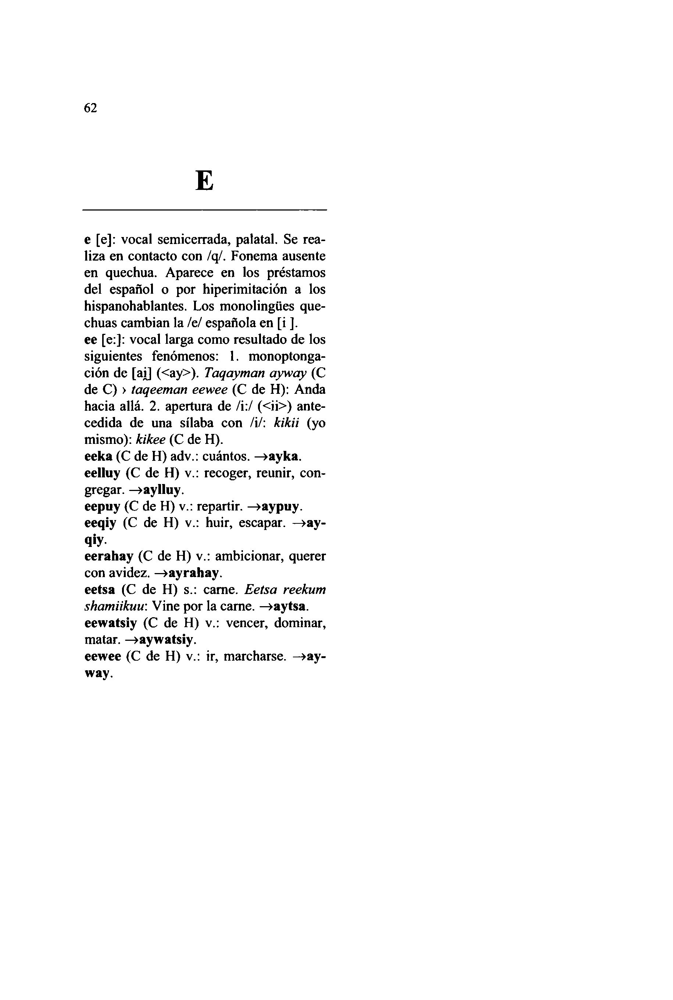 62
E
e [e]: vocal semicerrada, palatal. Se rea-
liza en contacto con /q/. Fonema ausente
en quechua. Aparece en los préstamos
del español o por hiperimitación a los
hispanohablantes. Los monolingües que-
chuas cambian la /e/ española en [i ].
ee [e:]: vocal larga como resultado de los
siguientes fenómenos: 1. monoptonga-
ción de [ai̯] (<ay>). Taqayman ayway (C
de C) › taqeeman eewee (C de H): Anda
hacia allá. 2. apertura de /i:/ (<ii>) ante-
cedida de una sílaba con /i/: kikii (yo
mismo): kikee (C de H).
eeka (C de H) adv.: cuántos. →ayka.
eelluy (C de H) v.: recoger, reunir, con-
gregar. →aylluy.
eepuy (C de H) v.: repartir. →aypuy.
eeqiy (C de H) v.: huir, escapar. →ay-
qiy.
eerahay (C de H) v.: ambicionar, querer
con avidez. →ayrahay.
eetsa (C de H) s.: carne. Eetsa reekum
shamiikuu: Vine por la carne. →aytsa.
eewatsiy (C de H) v.: vencer, dominar,
matar. →aywatsiy.
eewee (C de H) v.: ir, marcharse. →ay-
way.